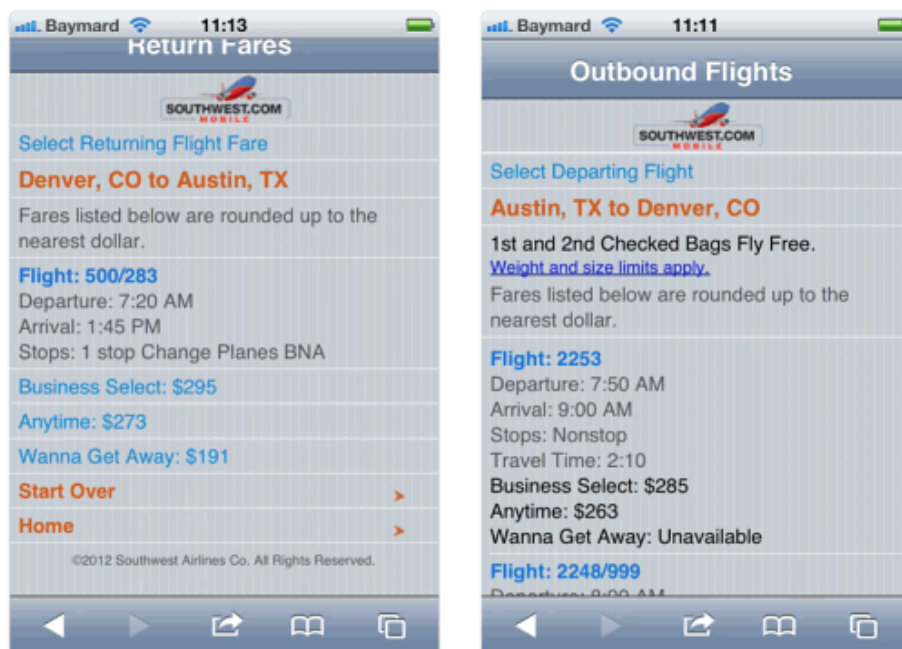 Baymard 11:13
Return Fares
SOUTHWEST.COM
MOBILE
Select Returning Flight Fare
Denver, CO to Austin, TX
Fares listed below are rounded up to the
nearest dollar.
Flight: 500/283
Departure: 7:20 AM
Arrival: 1:45 PM
Stops: 1 stop Change Planes BNA
Business Select: $295
Anytime: $273
Wanna Get Away: $191
Start Over
Home
©2012 Southwest Airlines Co. All Rights Reserved.
Baymard 11:11
Outbound Flights
SOUTHWEST.COM
MOBILE
Select Departing Flight
Austin, TX to Denver, CO
1st and 2nd Checked Bags Fly Free.
Weight and size limits apply.
Fares listed below are rounded up to the
nearest dollar.
Flight: 2253
Departure: 7:50 AM
Arrival: 9:00 AM
Stops: Nonstop
Travel Time: 2:10
Business Select: $285
Anytime: $263
Wanna Get Away: Unavailable
Flight: 2248/999
Departure: 8:00 AM